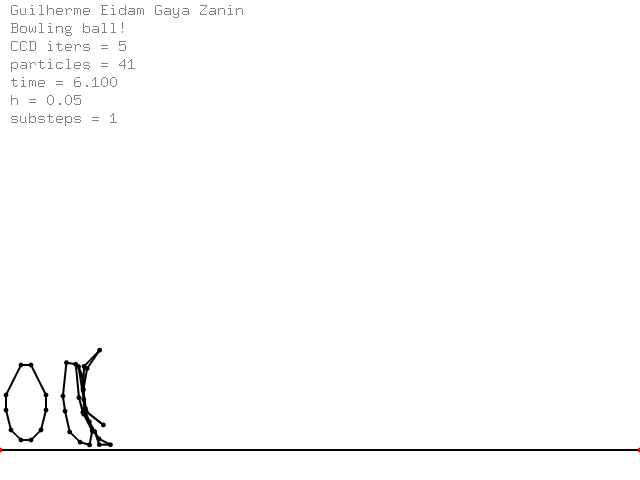 Guilherme Eidam Gaya Zanin
Bowling ball!
CCD iters = 5
particles = 41
time = 6.100
h = 0.05
substeps = 1